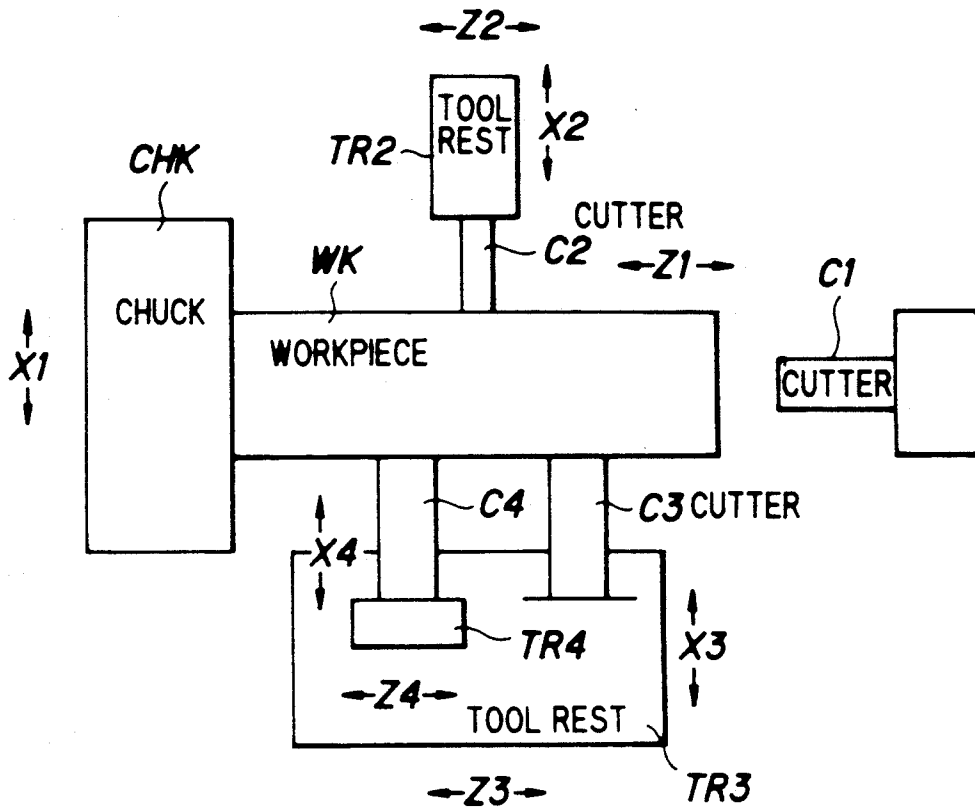 Z2
TOOL
REST
X2
TR2
CHK
CUTTER
C2
Z1
WK
C1
CHUCK
X1
WORKPIECE
CUTTER
C4
C3 CUTTER
X4
TR4
X3
Z4
TOOL REST
TR3
Z3